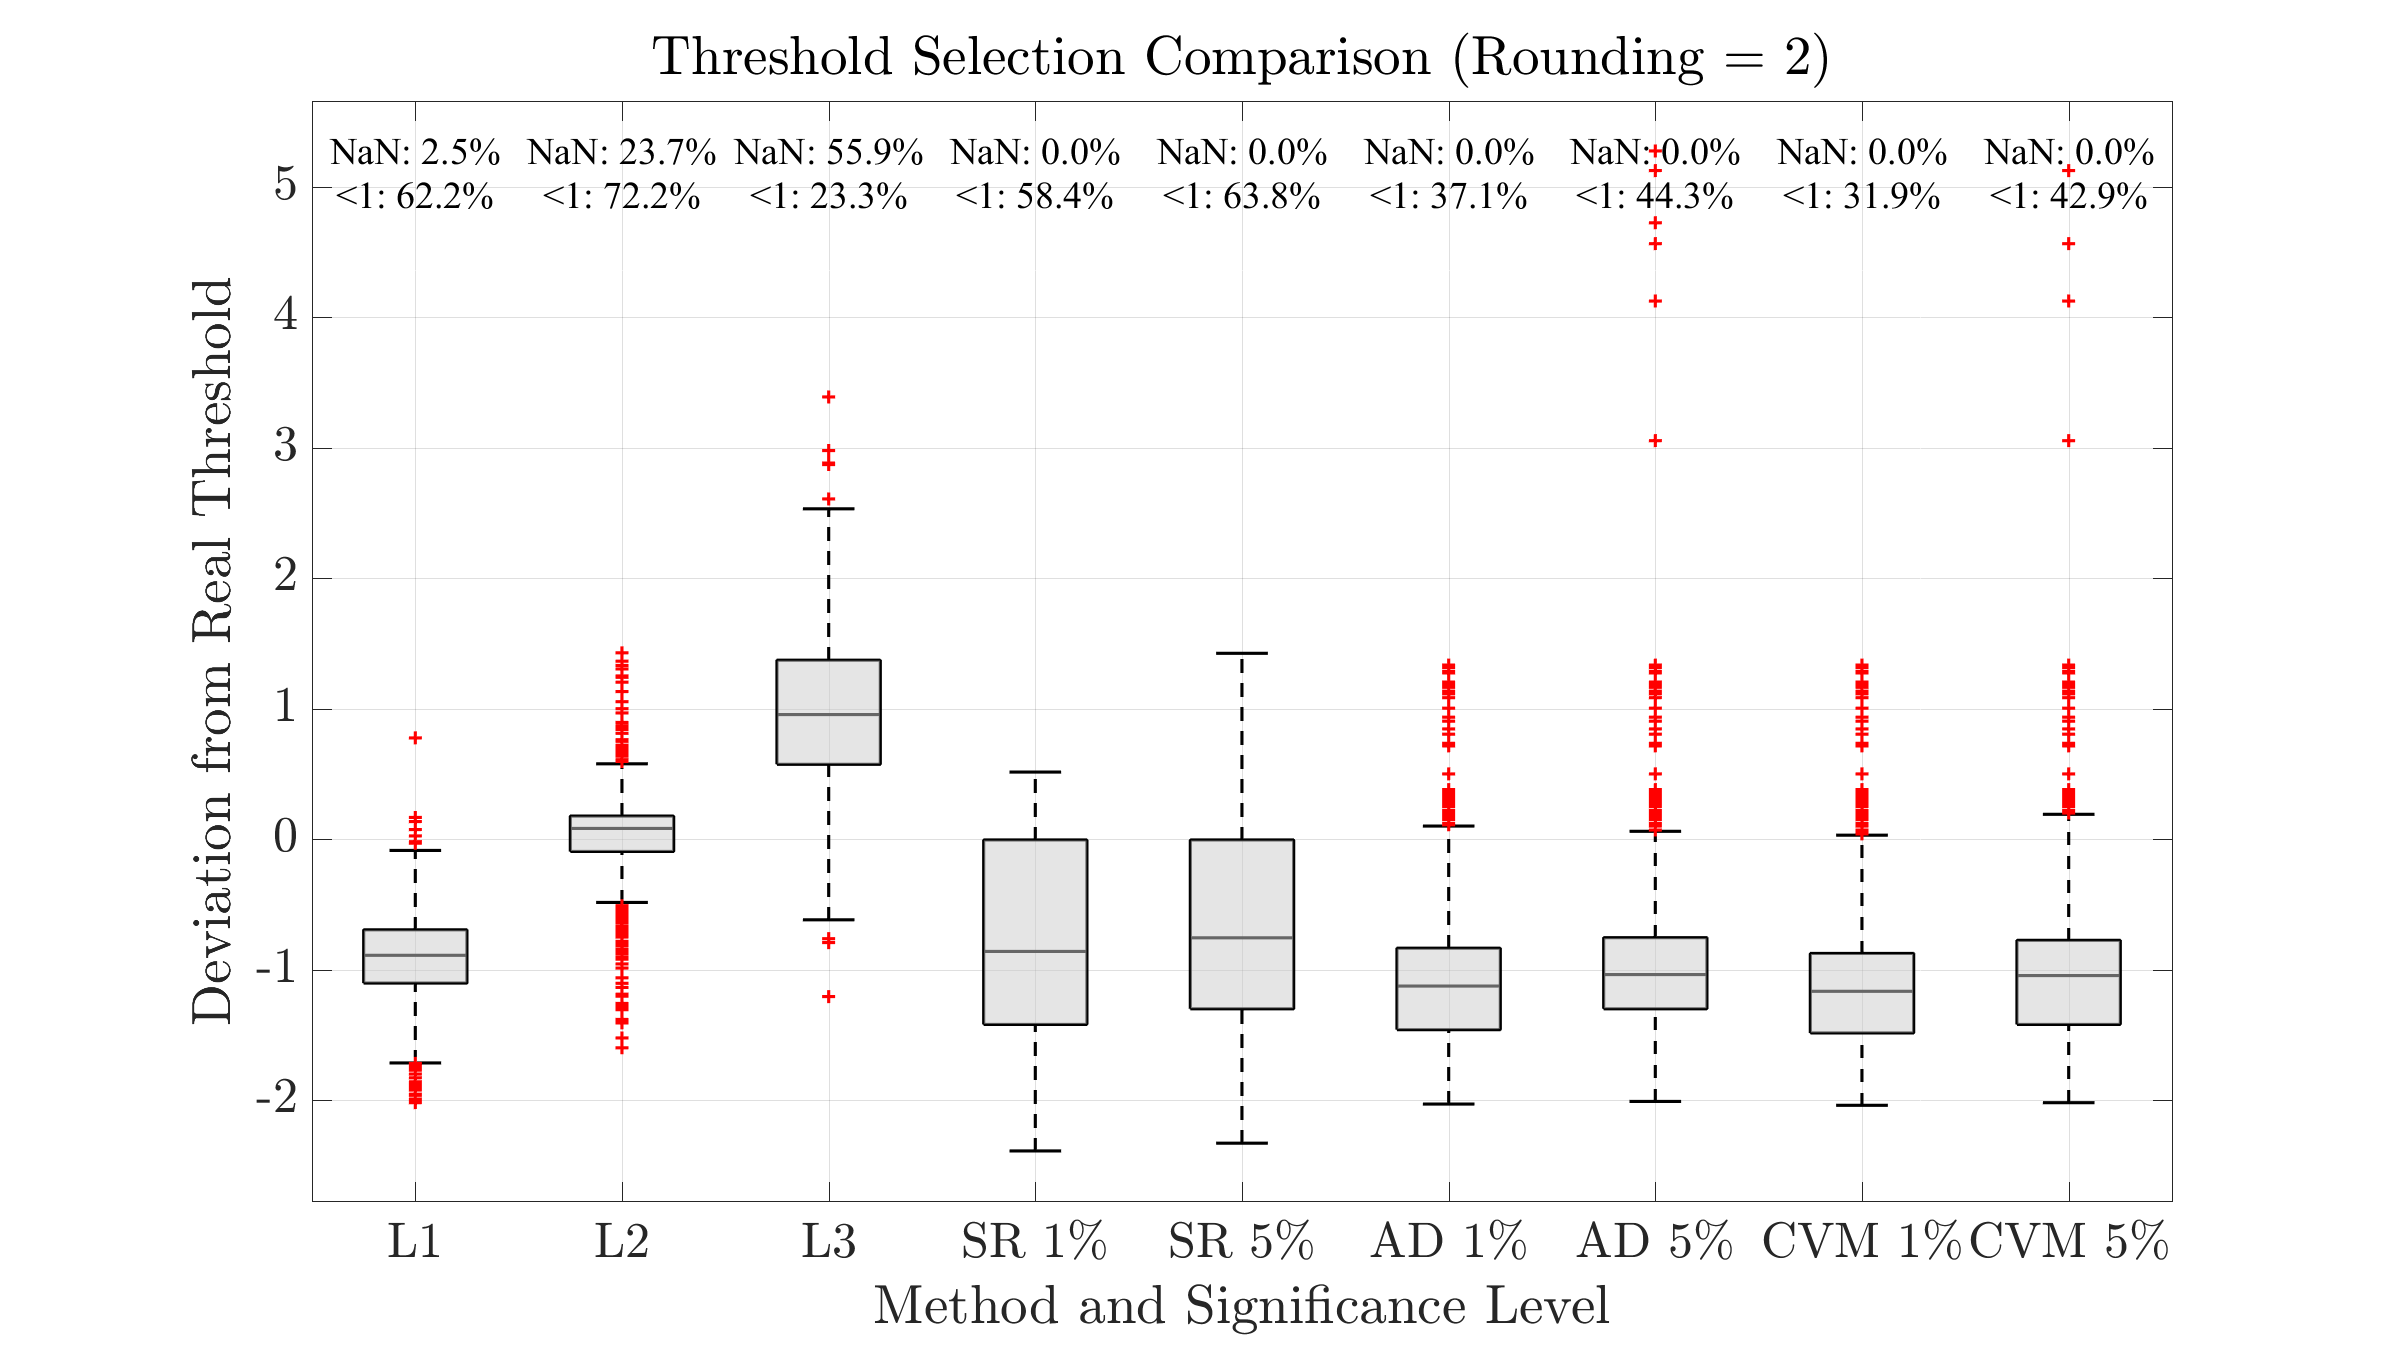 Threshold Selection Comparison (Rounding = 2)
NaN: 2.5% NaN: 23.7% NaN: 55.9% NaN: 0.0% NaN: 0.0% NaN: 0.0% NaN: 0.0% NaN: 0.0% NaN: 0.0%
<1: 62.2% <1: 72.2% <1: 23.3% <1: 58.4% <1: 63.8% <1: 37.1% <1: 44.3% <1: 31.9% <1: 42.9%
5
4
3
2
1
0
-1
-2
Deviation from Real Threshold
L1 L2 L3 SR 1% SR 5% AD 1% AD 5% CVM 1% CVM 5%
Method and Significance Level